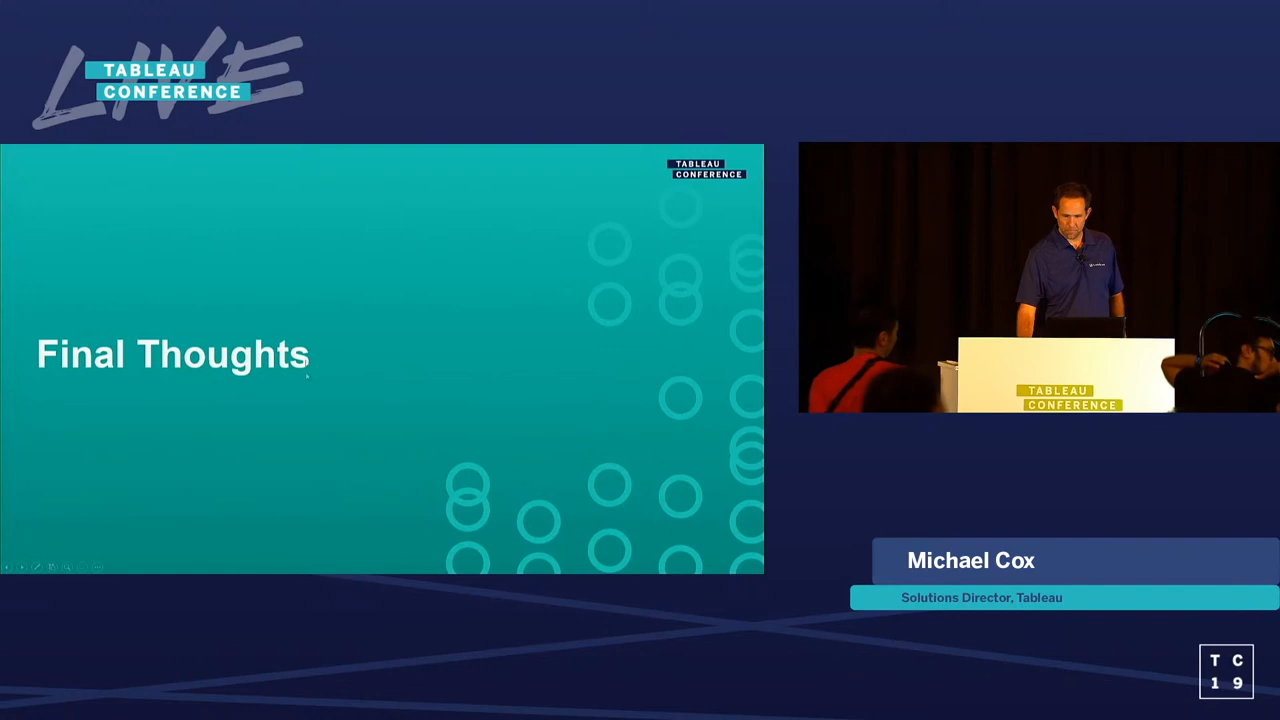 LIVE
TABLEAU
CONFERENCE
TABLEAU
CONFERENCE
Final Thoughts
TABLEAU
CONFERENCE
Michael Cox
Solutions Director, Tableau
T C
1 9